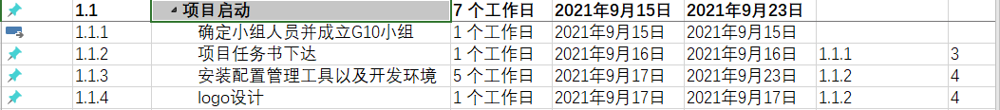 1.1 项目启动 7 个工作日 2021年9月15日 2021年9月23日
1.1.1 确定小组人员并成立G10小组 1 个工作日 2021年9月15日 2021年9月15日
1.1.2 项目任务书下达 1 个工作日 2021年9月16日 2021年9月16日 1.1.1 3
1.1.3 安装配置管理工具以及开发环境 5 个工作日 2021年9月17日 2021年9月23日 1.1.2 4
1.1.4 logo设计 1 个工作日 2021年9月17日 2021年9月17日 1.1.2 4